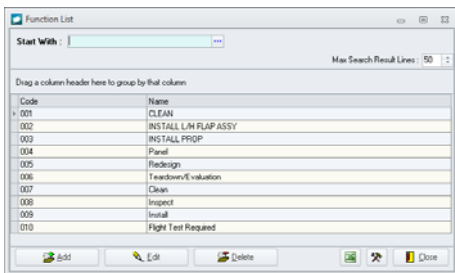 Function List
Start With :
Max Search Result Lines : 50
Drag a column header here to group by that column
Code Name
001 CLEAN
002 INSTALL L/H FLAP ASSY
003 INSTALL PROP
004 Panel
005 Redesign
006 Teardown/Evaluation
007 Clean
008 Inspect
009 Install
010 Flight Test Required
Add Edit Delete Close